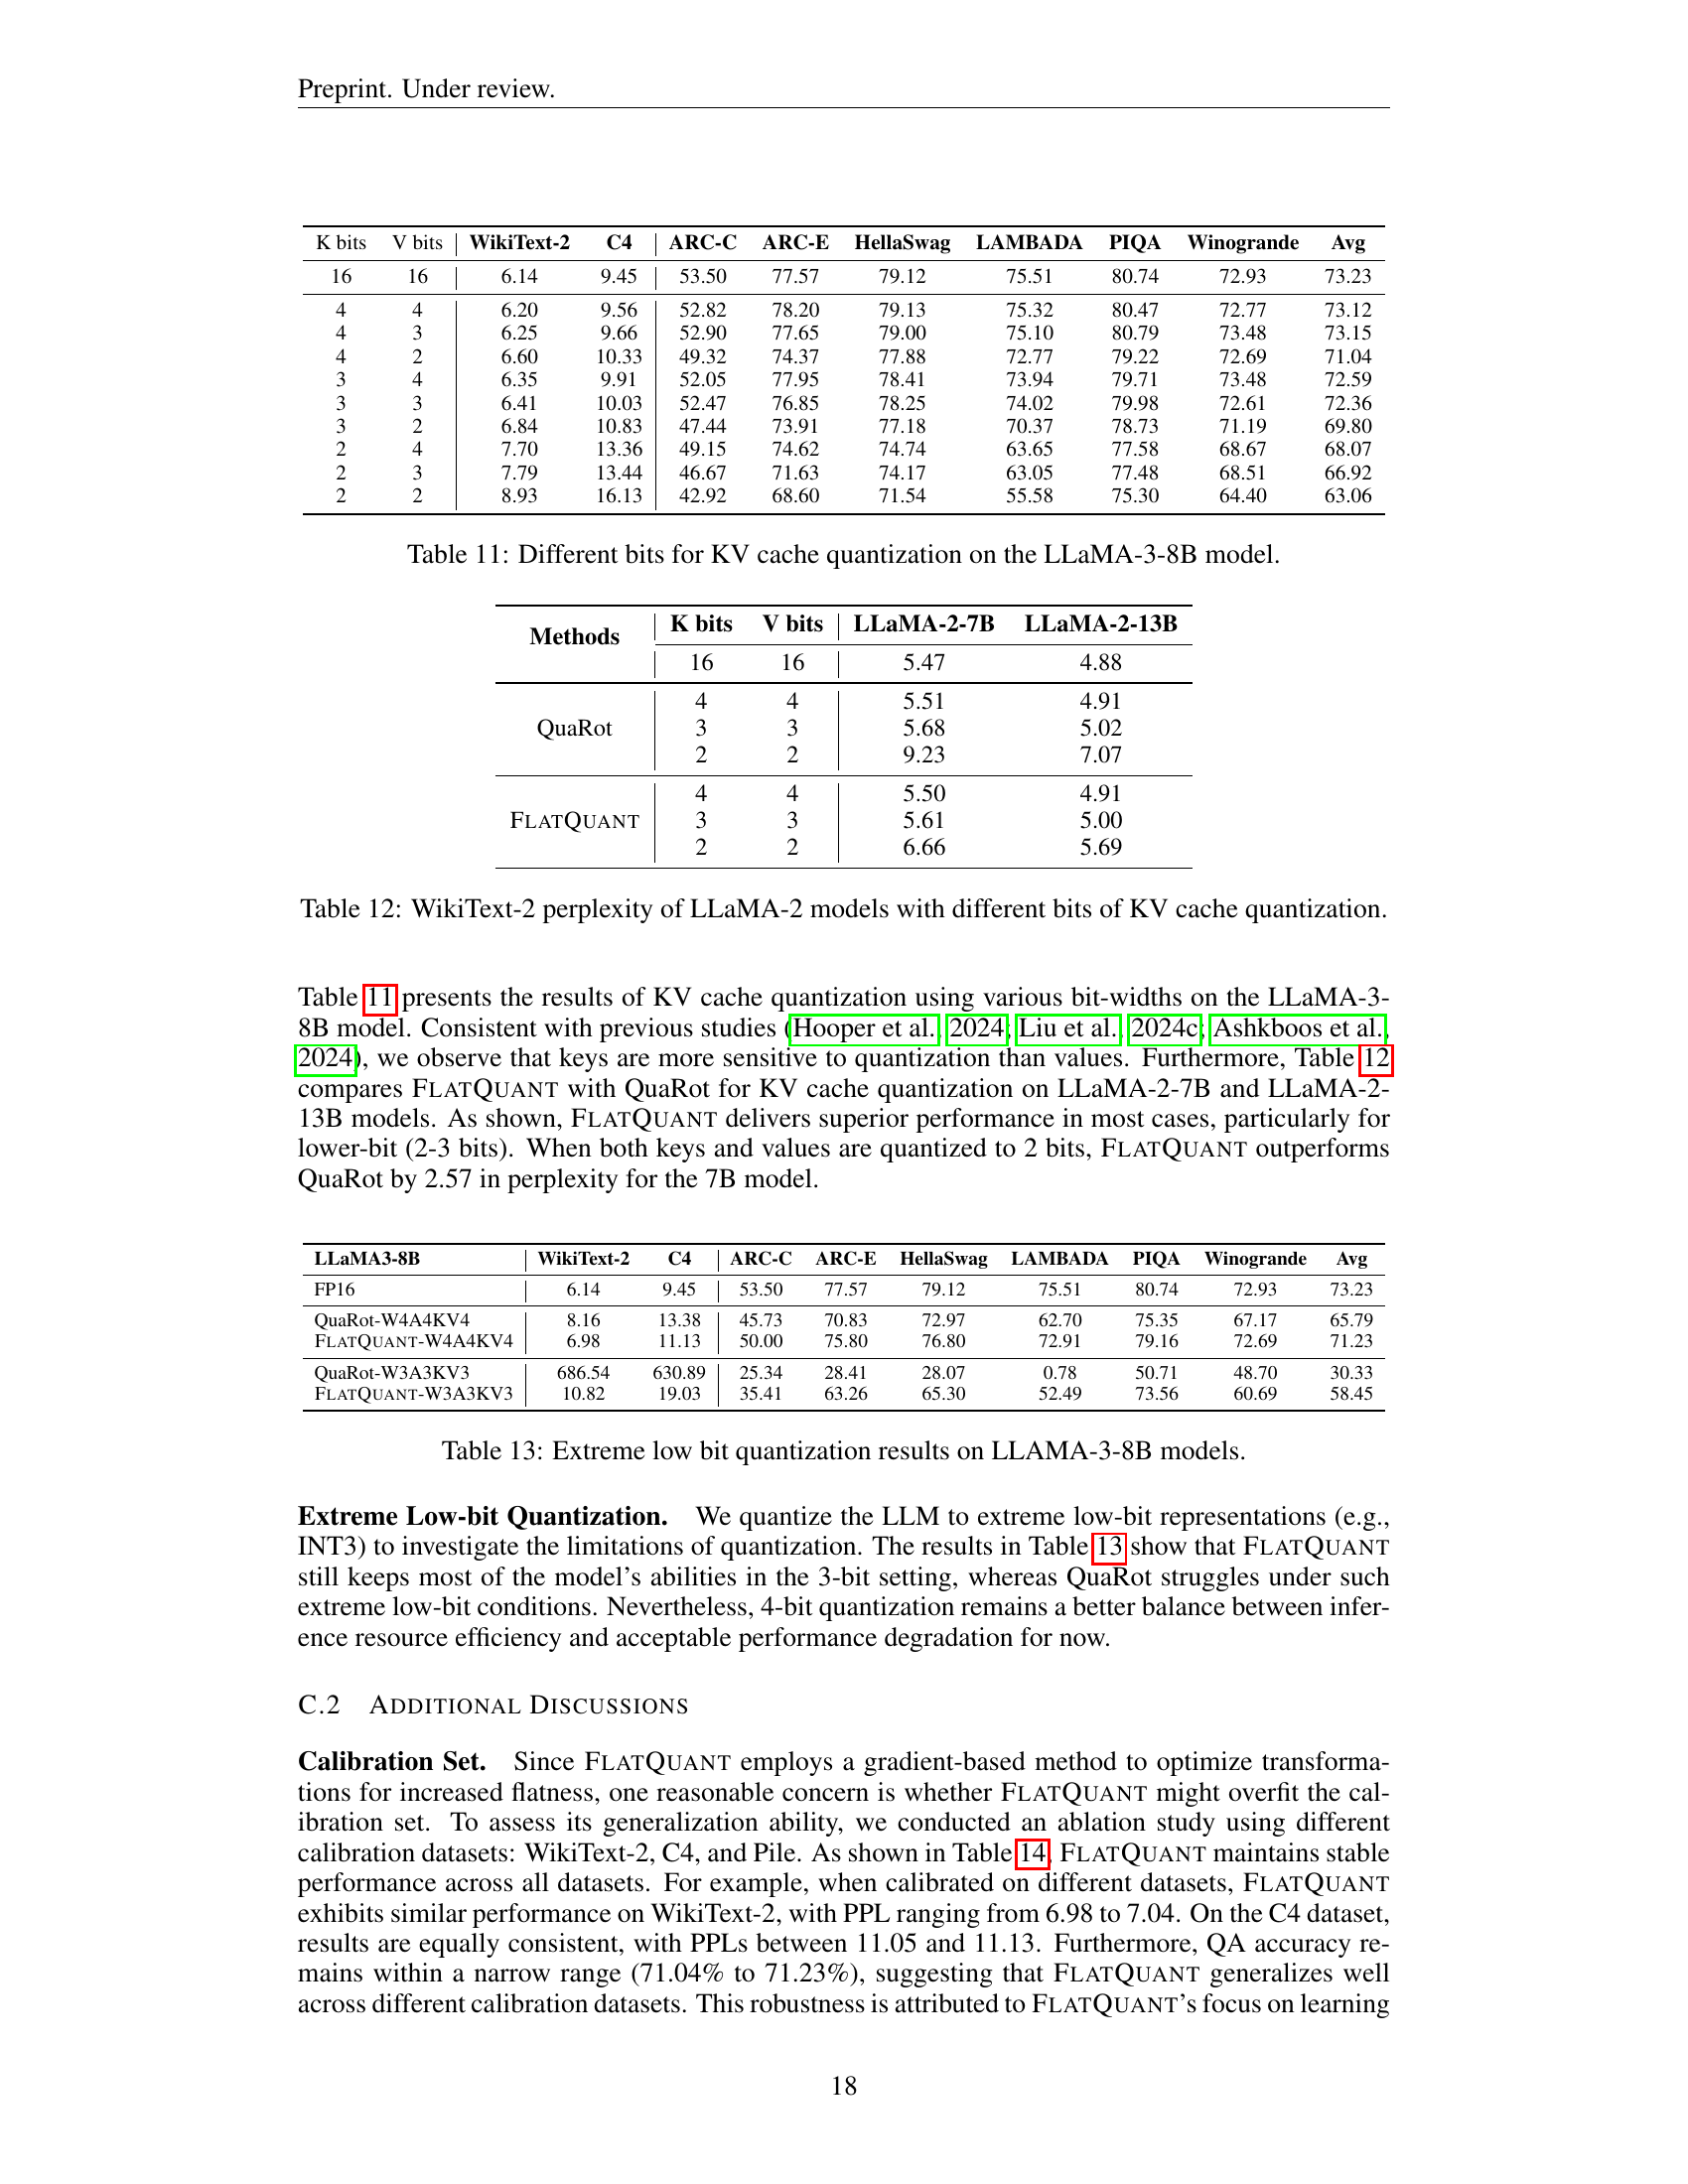 Preprint. Under review.
K bits V bits WikiText-2 C4 ARC-C ARC-E HellaSwag LAMBADA PIQA Winogrande Avg
16 16 6.14 9.45 53.50 77.57 79.12 75.51 80.74 72.93 73.23
4 4 6.20 9.56 52.82 78.20 79.13 75.32 80.47 72.77 73.12
4 3 6.25 9.66 52.90 77.65 79.00 75.10 80.79 73.48 73.15
4 2 6.60 10.33 49.32 74.37 77.88 72.77 79.22 72.69 71.04
3 4 6.35 9.91 52.05 77.95 78.41 73.94 79.71 73.48 72.59
3 3 6.41 10.03 52.47 76.85 78.25 74.02 79.98 72.61 72.36
3 2 6.84 10.83 47.44 73.91 77.18 70.37 78.73 71.19 69.80
2 4 7.70 13.36 49.15 74.62 74.74 63.65 77.58 68.67 68.07
2 3 7.79 13.44 46.67 71.63 74.17 63.05 77.48 68.51 66.92
2 2 8.93 16.13 42.92 68.60 71.54 55.58 75.30 64.40 63.06
Table 11: Different bits for KV cache quantization on the LLaMA-3-8B model.
Methods K bits V bits LLaMA-2-7B LLaMA-2-13B
16 16 5.47 4.88
QuaRot 4 4 5.51 4.91
3 3 5.68 5.02
2 2 9.23 7.07
FLATQUANT 4 4 5.50 4.91
3 3 5.61 5.00
2 2 6.66 5.69
Table 12: WikiText-2 perplexity of LLaMA-2 models with different bits of KV cache quantization.
Table 11 presents the results of KV cache quantization using various bit-widths on the LLaMA-3-
8B model. Consistent with previous studies (Hooper et al., 2024; Liu et al., 2024c; Ashkboos et al.,
2024), we observe that keys are more sensitive to quantization than values. Furthermore, Table 12
compares FLATQUANT with QuaRot for KV cache quantization on LLaMA-2-7B and LLaMA-2-
13B models. As shown, FLATQUANT delivers superior performance in most cases, particularly for
lower-bit (2-3 bits). When both keys and values are quantized to 2 bits, FLATQUANT outperforms
QuaRot by 2.57 in perplexity for the 7B model.
LLaMA3-8B WikiText-2 C4 ARC-C ARC-E HellaSwag LAMBADA PIQA Winogrande Avg
FP16 6.14 9.45 53.50 77.57 79.12 75.51 80.74 72.93 73.23
QuaRot-W4A4KV4 8.16 13.38 45.73 70.83 72.97 62.70 75.35 67.17 65.79
FLATQUANT-W4A4KV4 6.98 11.13 50.00 75.80 76.80 72.91 79.16 72.69 71.23
QuaRot-W3A3KV3 686.54 630.89 25.34 28.41 28.07 0.78 50.71 48.70 30.33
FLATQUANT-W3A3KV3 10.82 19.03 35.41 63.26 65.30 52.49 73.56 60.69 58.45
Table 13: Extreme low bit quantization results on LLAMA-3-8B models.
Extreme Low-bit Quantization. We quantize the LLM to extreme low-bit representations (e.g.,
INT3) to investigate the limitations of quantization. The results in Table 13 show that FLATQUANT
still keeps most of the model's abilities in the 3-bit setting, whereas QuaRot struggles under such
extreme low-bit conditions. Nevertheless, 4-bit quantization remains a better balance between infer-
ence resource efficiency and acceptable performance degradation for now.
C.2 ADDITIONAL DISCUSSIONS
Calibration Set. Since FLATQUANT employs a gradient-based method to optimize transforma-
tions for increased flatness, one reasonable concern is whether FLATQUANT might overfit the cal-
ibration set. To assess its generalization ability, we conducted an ablation study using different
calibration datasets: WikiText-2, C4, and Pile. As shown in Table 14, FLATQUANT maintains stable
performance across all datasets. For example, when calibrated on different datasets, FLATQUANT
exhibits similar performance on WikiText-2, with PPL ranging from 6.98 to 7.04. On the C4 dataset,
results are equally consistent, with PPLs between 11.05 and 11.13. Furthermore, QA accuracy re-
mains within a narrow range (71.04% to 71.23%), suggesting that FLATQUANT generalizes well
across different calibration datasets. This robustness is attributed to FLATQUANT's focus on learning
18